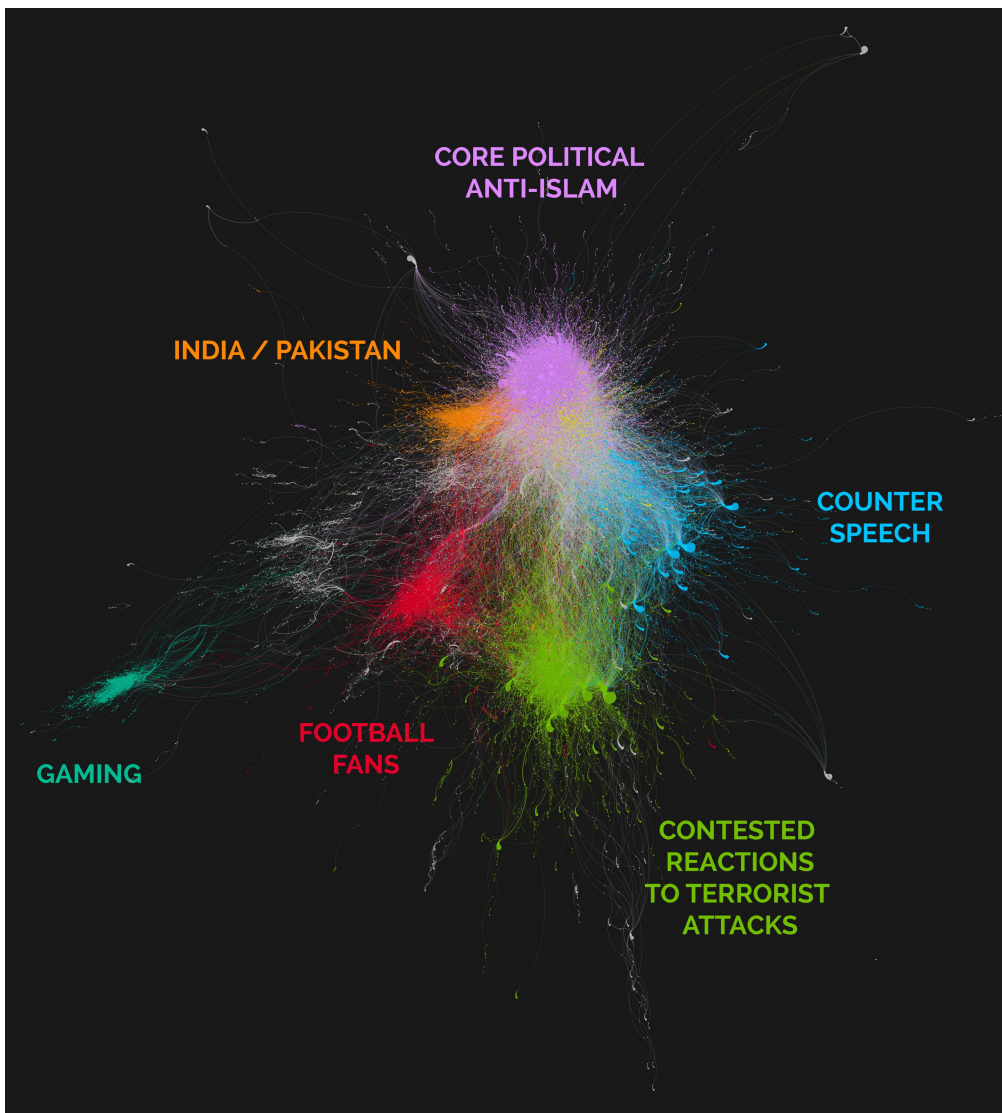 CORE POLITICAL
ANTI-ISLAM
INDIA / PAKISTAN
COUNTER
SPEECH
FOOTBALL
FANS
GAMING
CONTESTED
REACTIONS
TO TERRORIST
ATTACKS